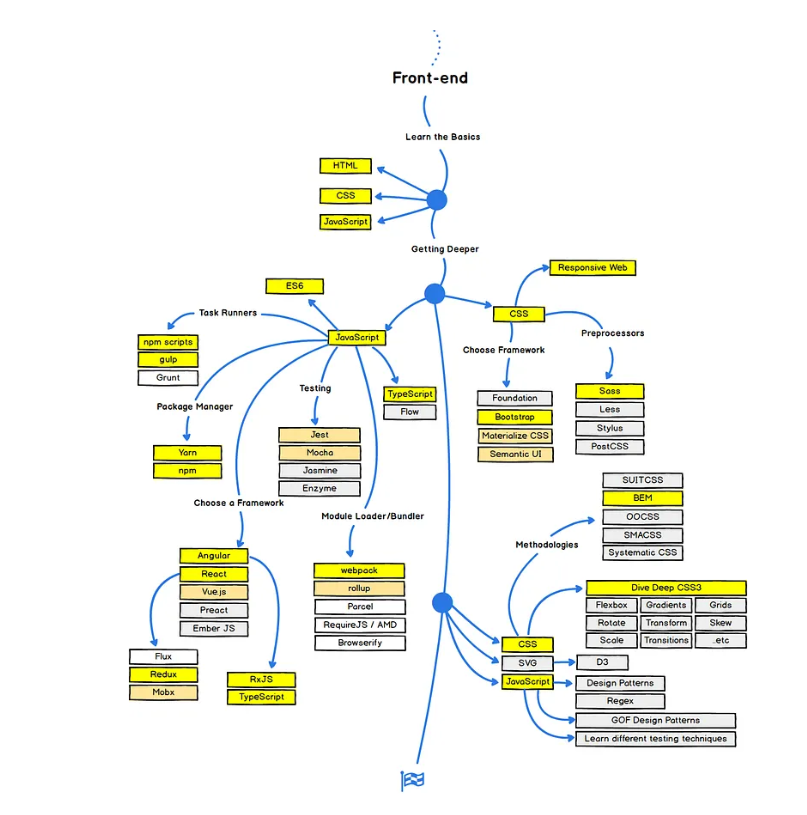 Front-end
Learn the Basics
HTML
CSS
JavaScript
Getting Deeper
Responsive Web
ES6
CSS
Task Runners
JavaScript
Preprocessors
npm scripts
gulp
Grunt
Choose Framework
Testing
TypeScript
Flow
Foundation
Bootstrap
Materialize CSS
Semantic UI
Sass
Less
Stylus
PostCSS
Package Manager
Yarn
npm
Jest
Mocha
Jasmine
Enzyme
Choose a Framework
Module Loader/Bundler
SUITCSS
BEM
OOCSS
SMACSS
Systematic CSS
Methodologies
Angular
React
Vue.js
Preact
Ember JS
webpack
rollup
Parcel
RequireJS / AMD
Browserify
Dive Deep CSS3
Flexbox Gradients Grids
Rotate Transform Skew
Scale Transitions .etc
Flux
Redux
Mobx
RxJS
TypeScript
CSS
SVG
D3
JavaScript
Design Patterns
Regex
GOF Design Patterns
Learn different testing techniques